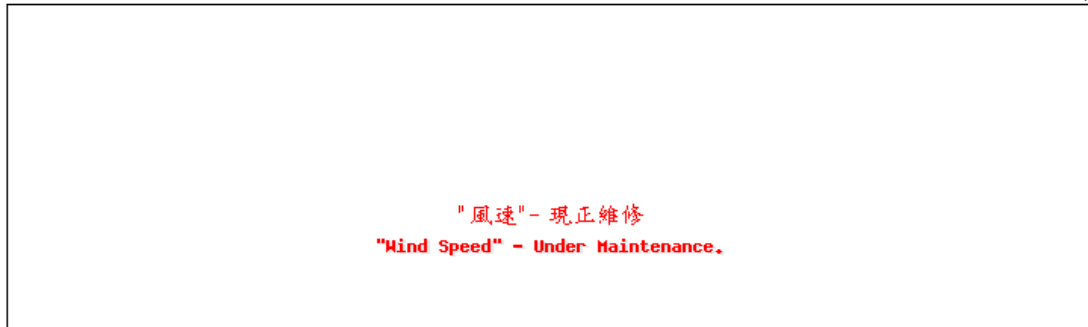 "風速"- 現正維修
"Wind Speed" - Under Maintenance.